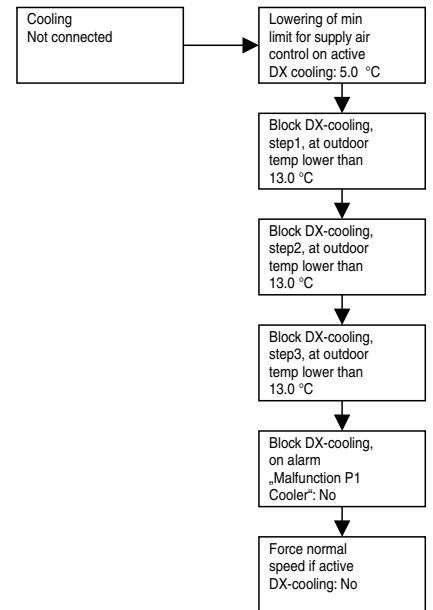 Cooling
Not connected
Lowering of min
limit for supply air
control on active
DX cooling: 5.0 °C
Block DX-cooling,
step1, at outdoor
temp lower than
13.0 °C
Block DX-cooling,
step2, at outdoor
temp lower than
13.0 °C
Block DX-cooling,
step3, at outdoor
temp lower than
13.0 °C
Block DX-cooling,
on alarm
„Malfunction P1
Cooler“: No
Force normal
speed if active
DX-cooling: No